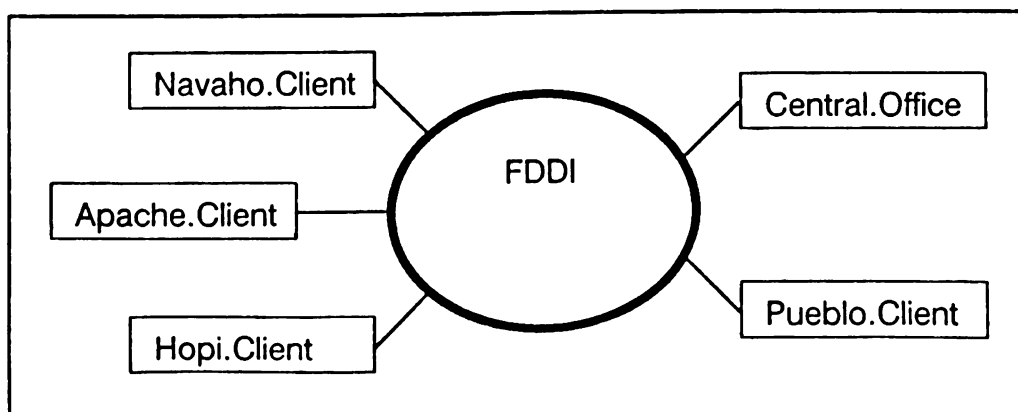 Navaho.Client
Central.Office
FDDI
Apache.Client
Pueblo.Client
Hopi.Client